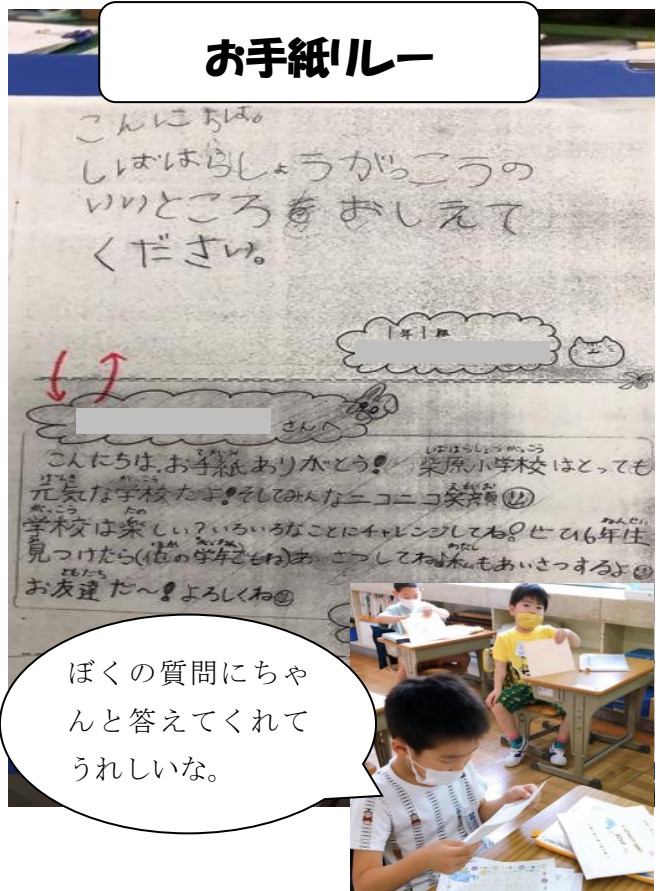 お手紙リレー
こんにちは。
しばはらしょうがっこうの
いいところをおしえて
ください。
1年1組
さんへ
こんにちは。お手紙ありがとう! 柴原小学校はとっても
元気な学校だよ!そしてみんなニコニコ笑顔
学校は楽しい?いろいろなことにチャレンジしてね!ぜひ6年生
見つけたら(他の学年でもね)あいさつしてね♪私もあいさつするよ
お友達だ〜!よろしくね
ぼくの質問にちゃ
んと答えてくれて
うれしいな。